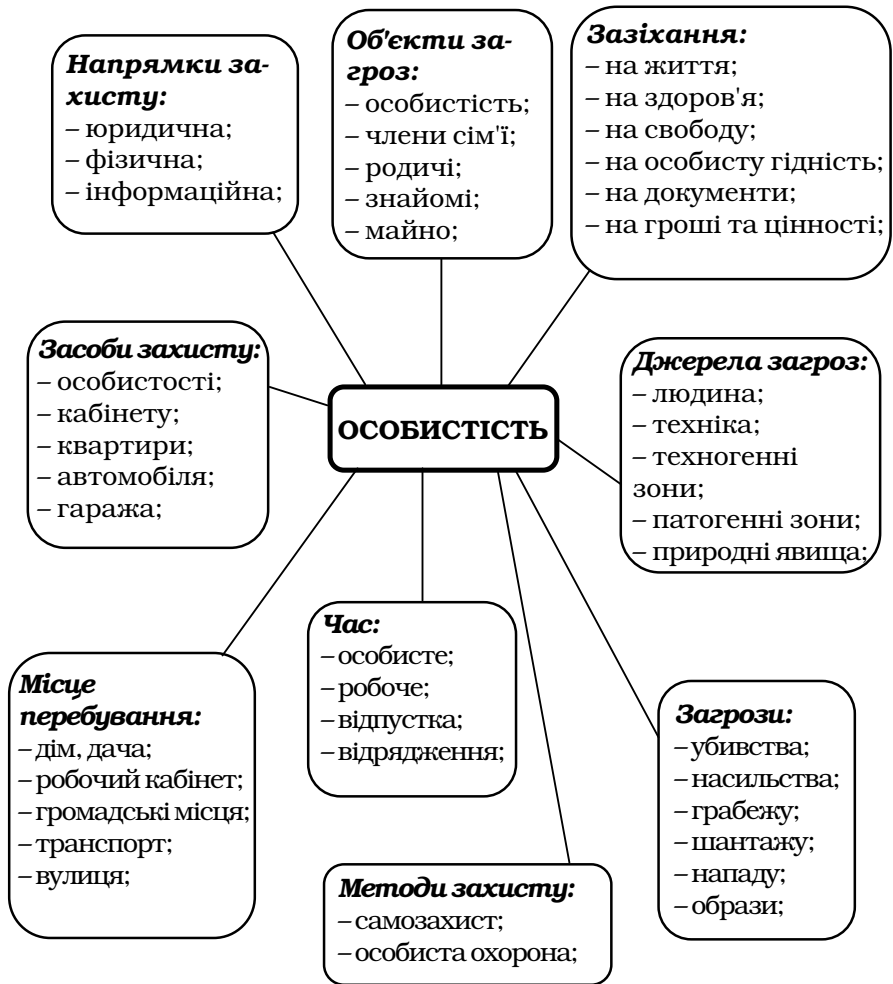 Напрямки за-
хисту:
– юридична;
– фізична;
– інформаційна;
Об'єкти за-
гроз:
– особистість;
– члени сім'ї;
– родичі;
– знайомі;
– майно;
Зазіхання:
– на життя;
– на здоров'я;
– на свободу;
– на особисту гідність;
– на документи;
– на гроші та цінності;
Засоби захисту:
– особистості;
– кабінету;
– квартири;
– автомобіля;
– гаража;
ОСОБИСТІСТЬ
Джерела загроз:
– людина;
– техніка;
– техногенні
зони;
– патогенні зони;
– природні явища;
Місце
перебування:
– дім, дача;
– робочий кабінет;
– громадські місця;
– транспорт;
– вулиця;
Час:
– особисте;
– робоче;
– відпустка;
– відрядження;
Методи захисту:
– самозахист;
– особиста охорона;
Загрози:
– убивства;
– насильства;
– грабежу;
– шантажу;
– нападу;
– образи;